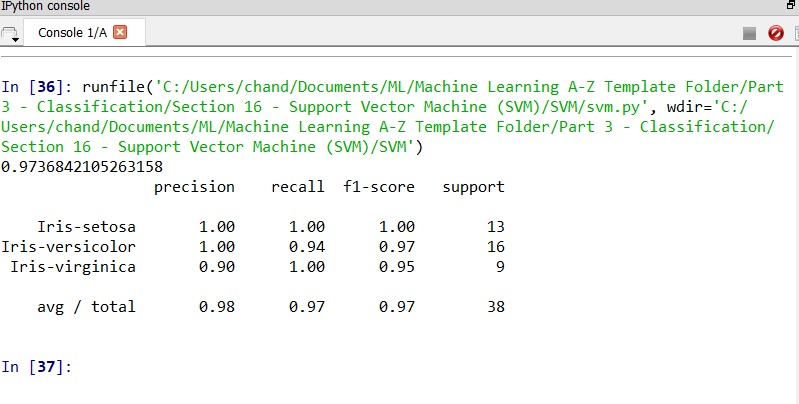 IPython console
Console 1/A
In [36]: runfile('C:/Users/chand/Documents/ML/Machine Learning A-Z Template Folder/Part
3 - Classification/Section 16 - Support Vector Machine (SVM)/SVM/svm.py', wdir='C:/
Users/chand/Documents/ML/Machine Learning A-Z Template Folder/Part 3 - Classification/
Section 16 - Support Vector Machine (SVM)/SVM')
0.9736842105263158
precision recall f1-score support
Iris-setosa 1.00 1.00 1.00 13
Iris-versicolor 1.00 0.94 0.97 16
Iris-virginica 0.90 1.00 0.95 9
avg / total 0.98 0.97 0.97 38
In [37]: